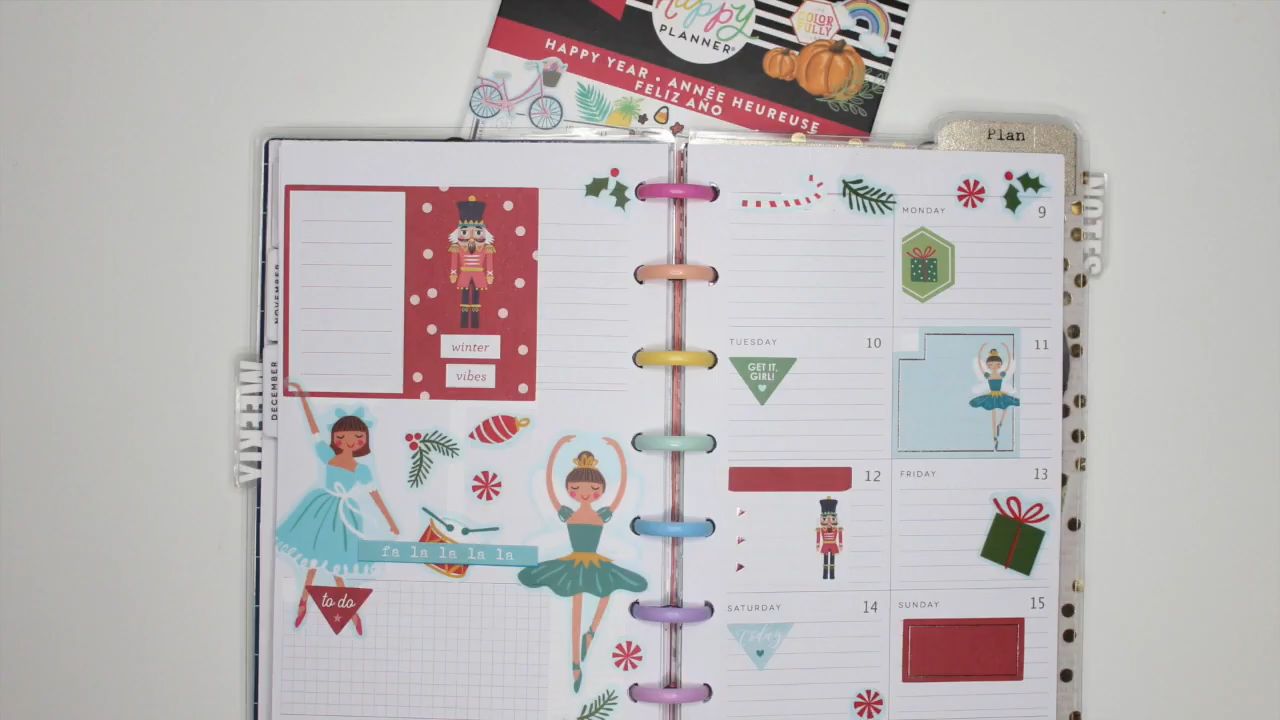 happy
PLANNER®
COLOR
FULLY
HAPPY YEAR • ANNÉE HEUREUSE
FELIZ AÑO
Plan
NOTES
NOVEMBER
DECEMBER
WEEKLY
winter
vibes
fa la la la la
to do
MONDAY 9
TUESDAY 10
GET IT,
GIRL!
11
12
FRIDAY 13
SATURDAY 14
today
SUNDAY 15